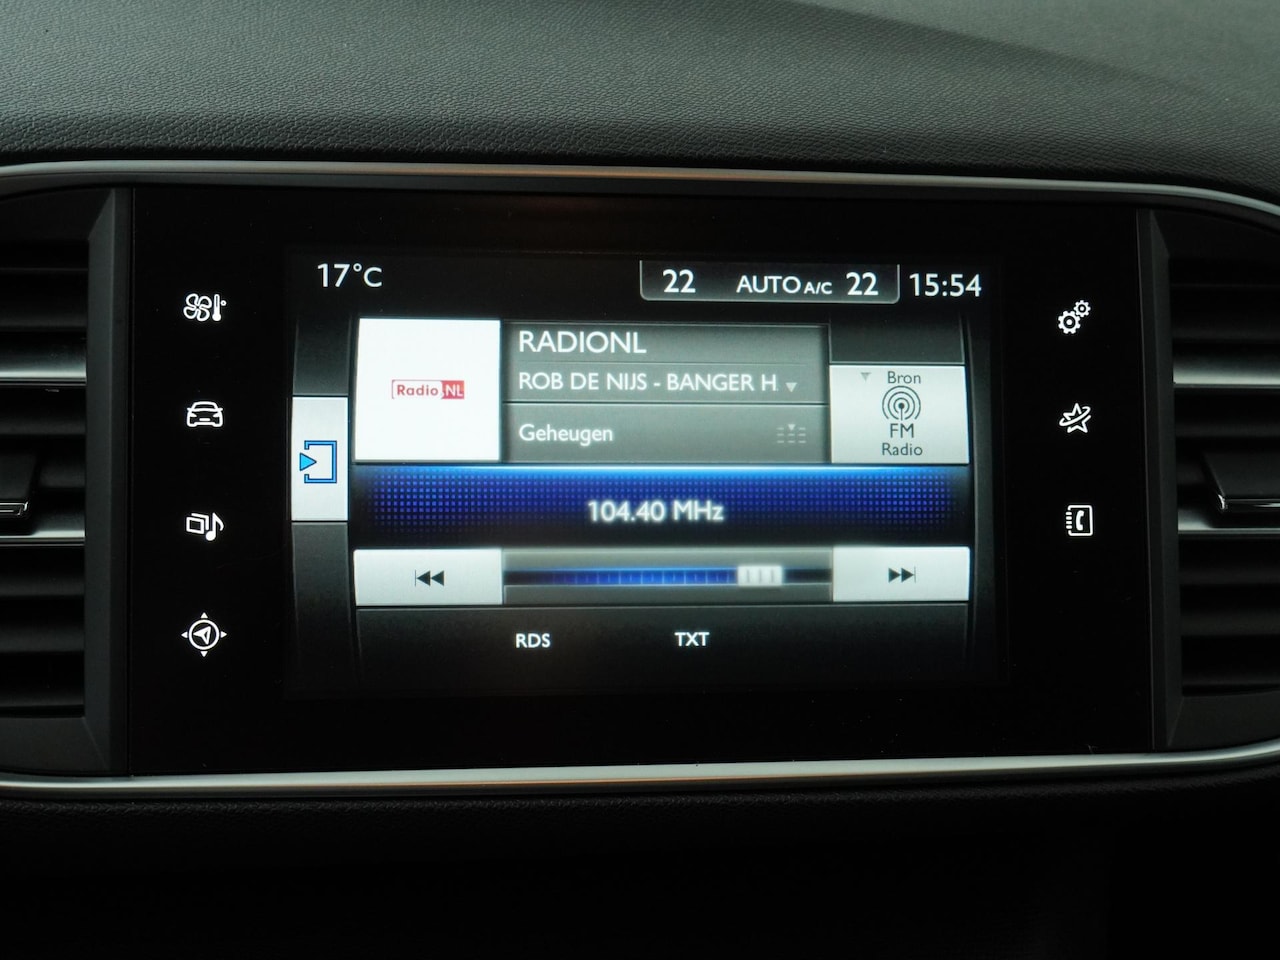 17°C
22 AUTO A/C 22 15:54
RADIONL
Radio NL
ROB DE NIJS - BANGER H
Bron
FM
Radio
Geheugen
104.40 MHz
RDS TXT